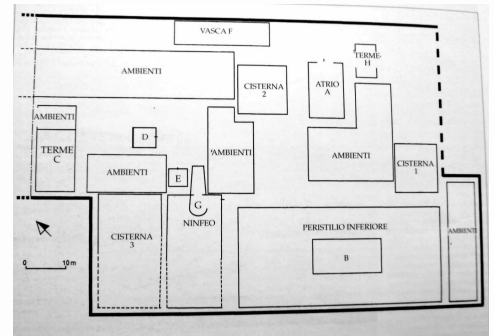 VASCA F
TERME
H
AMBIENTI
CISTERNA
2
ATRIO
A
AMBIENTI
TERME
C
D
'AMBIENTI
AMBIENTI
CISTERNA
1
AMBIENTI
E
G
NINFEO
CISTERNA
3
PERISTILIO INFERIORE
B
AMBIENTI
0 10 m